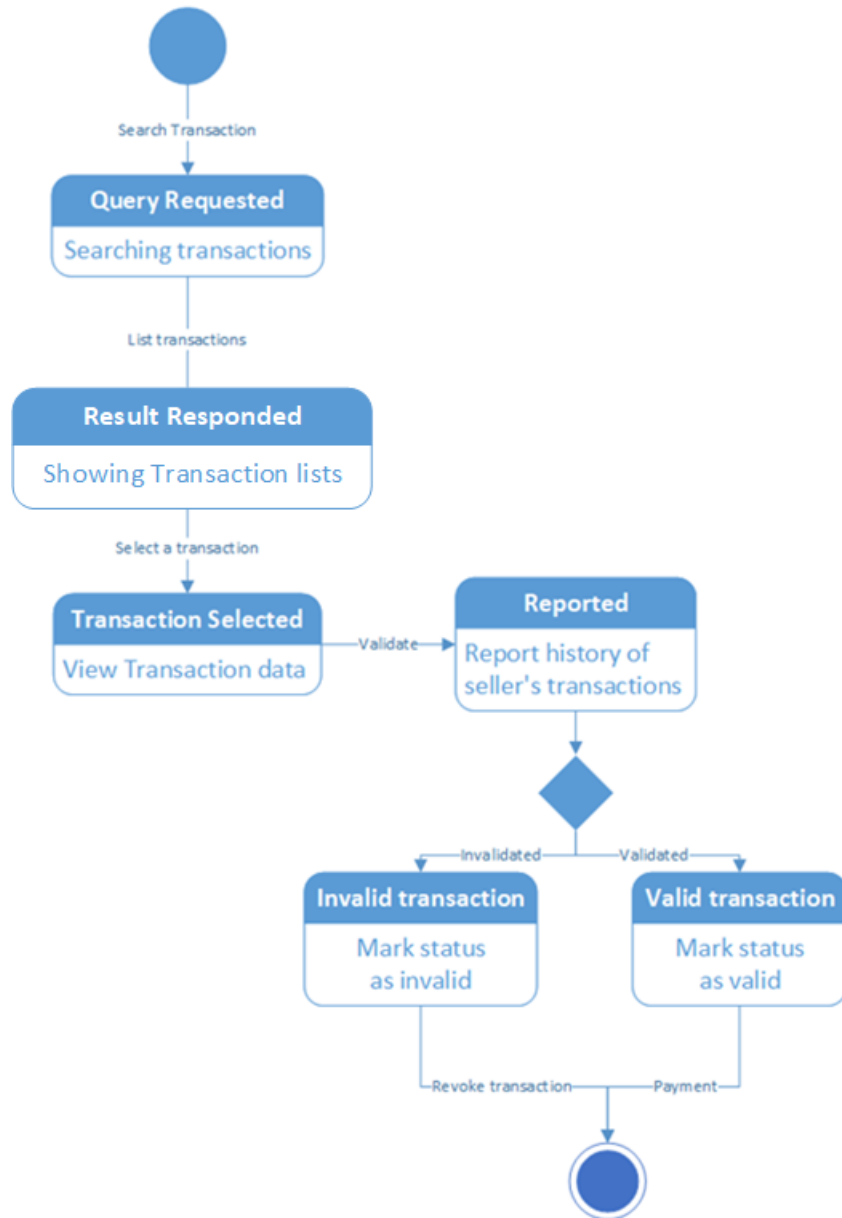 Search Transaction
Query Requested
Searching transactions
List transactions
Result Responded
Showing Transaction lists
Select a transaction
Transaction Selected
View Transaction data
Validate
Reported
Report history of
seller's transactions
Invalidated
Validated
Invalid transaction
Mark status
as invalid
Valid transaction
Mark status
as valid
Revoke transaction
Payment